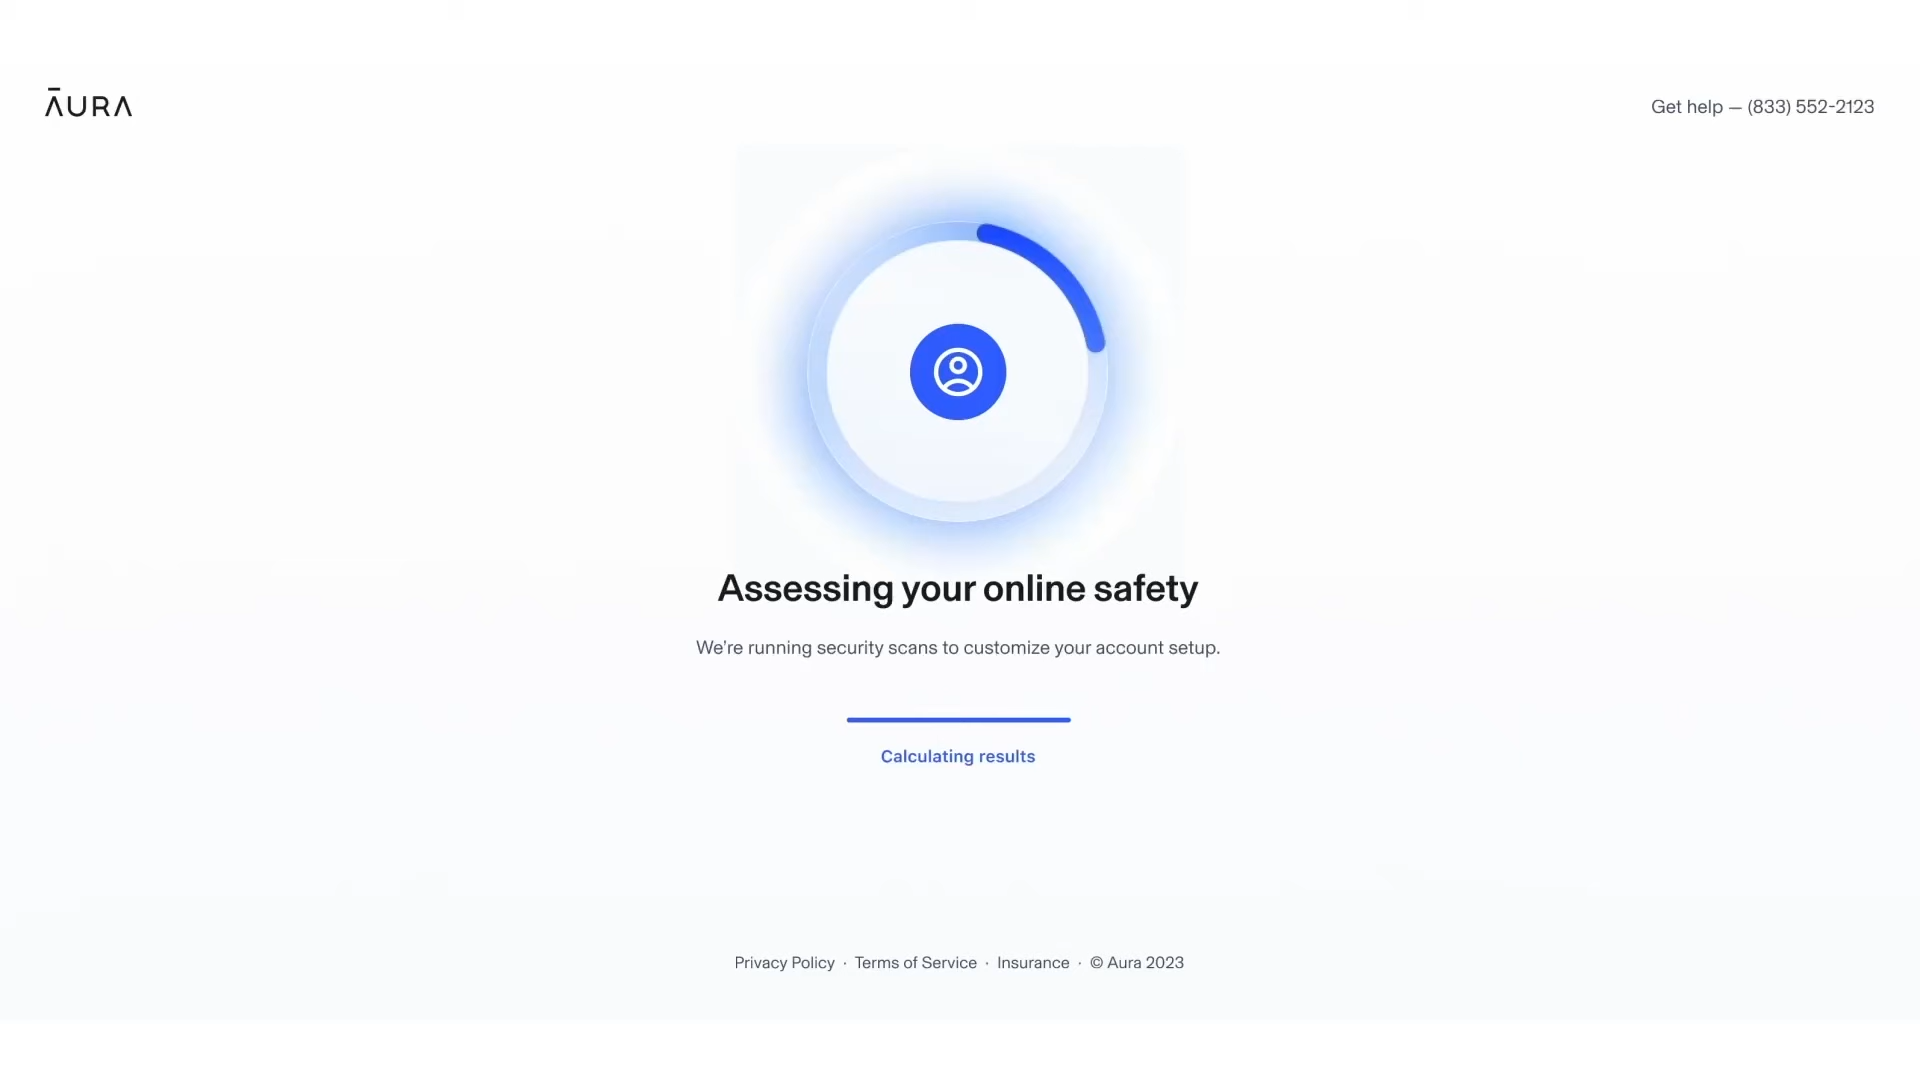 ĀURA
Get help — (833) 552-2123
Assessing your online safety
We're running security scans to customize your account setup.
Calculating results
Privacy Policy · Terms of Service · Insurance · © Aura 2023